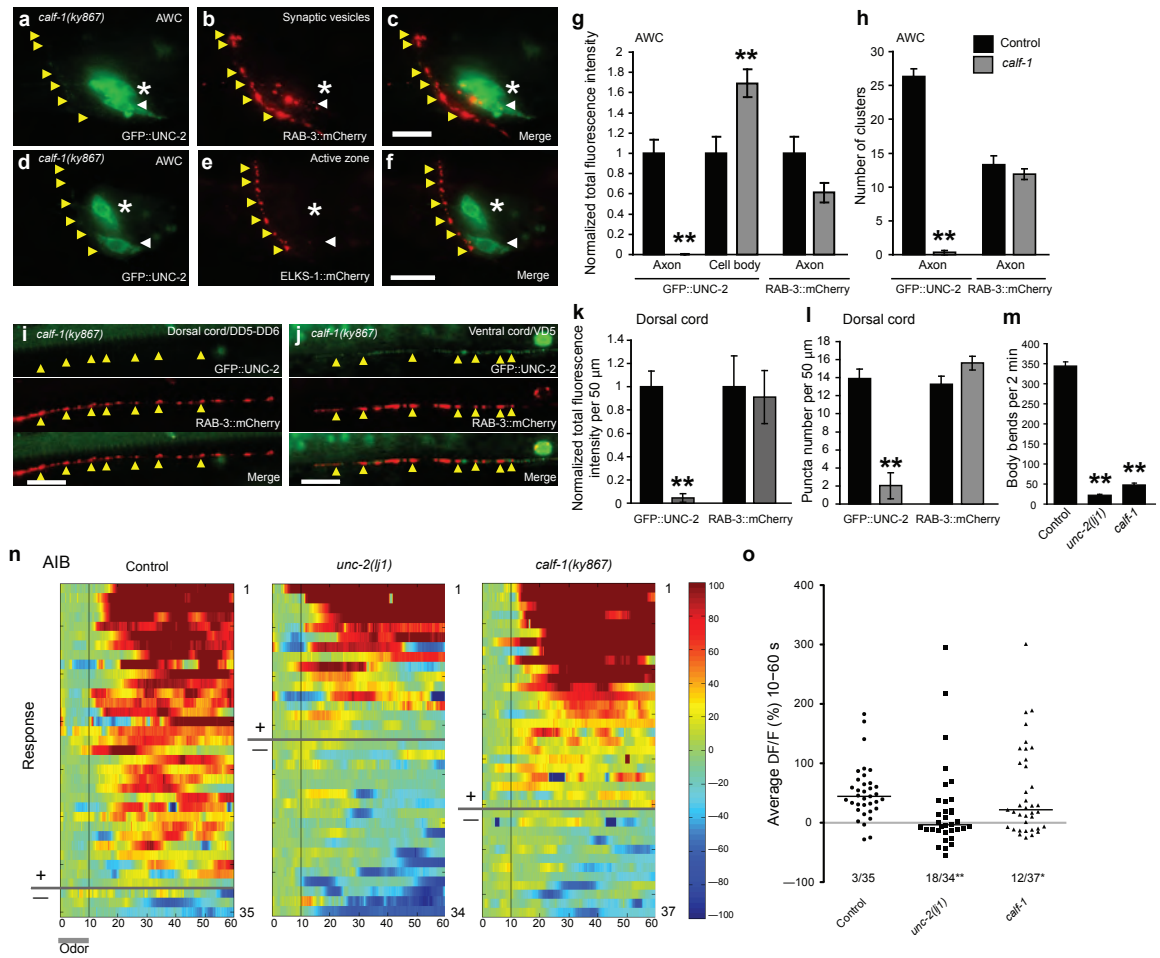 a calf-1(ky867) AWC
GFP::UNC-2
b Synaptic vesicles
RAB-3::mCherry
c
Merge
d calf-1(ky867) AWC
GFP::UNC-2
e Active zone
ELKS-1::mCherry
f
Merge
g
AWC
Normalized total fluorescence intensity
2
1.8
1.6
1.4
1.2
1
0.8
0.6
0.4
0.2
0
**
**
Axon Cell body Axon
GFP::UNC-2 RAB-3::mCherry
h
AWC
Control
calf-1
Number of clusters
30
25
20
15
10
5
0
**
Axon Axon
GFP::UNC-2 RAB-3::mCherry
i calf-1(ky867) Dorsal cord/DD5-DD6
GFP::UNC-2
RAB-3::mCherry
Merge
j calf-1(ky867) Ventral cord/VD5
GFP::UNC-2
RAB-3::mCherry
Merge
k Dorsal cord
Normalized total fluorescence
intensity per 50 µm
1.4
1.2
1
0.8
0.6
0.4
0.2
0
**
GFP::UNC-2 RAB-3::mCherry
l Dorsal cord
Puncta number per 50 µm
18
16
14
12
10
8
6
4
2
0
**
GFP::UNC-2 RAB-3::mCherry
m
Body bends per 2 min
400
350
300
250
200
150
100
50
0
** **
Control
unc-2(lj1)
calf-1
n AIB
Control
unc-2(lj1)
calf-1(ky867)
Response
+
—
1
35
0 10 20 30 40 50 60
Odor
+
—
1
34
0 10 20 30 40 50 60
+
—
1
37
0 10 20 30 40 50 60
100
80
60
40
20
0
—20
—40
—60
—80
—100
o
Average DF/F (%) 10–60 s
400
300
200
100
0
—100
3/35 18/34** 12/37*
Control
unc-2(lj1)
calf-1